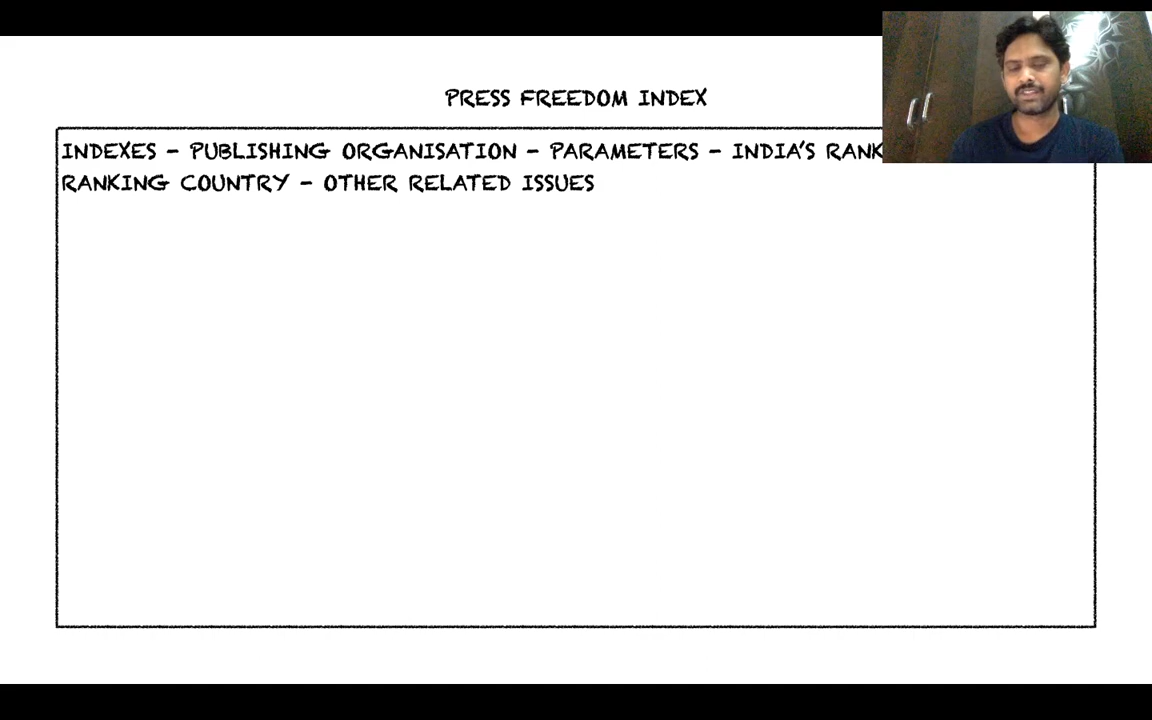 PRESS FREEDOM INDEX
INDEXES - PUBLISHING ORGANISATION - PARAMETERS - INDIA'S RANK
RANKING COUNTRY - OTHER RELATED ISSUES